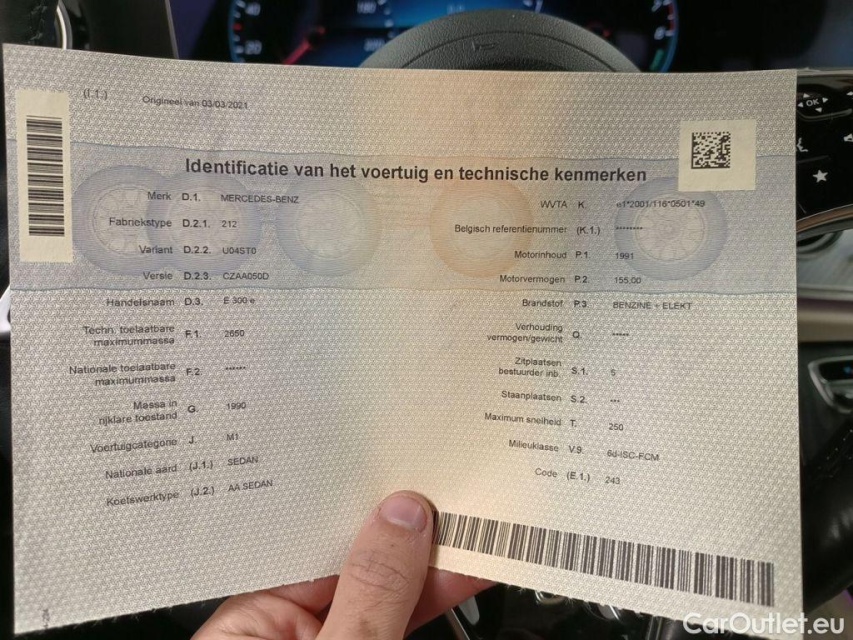 (I.1.) Origineel van 03/03/2021
Identificatie van het voertuig en technische kenmerken
Merk D.1. MERCEDES-BENZ
Fabriekstype D.2.1. 212
Variant D.2.2. U04ST0
Versie D.2.3. CZAA050D
Handelsnaam D.3. E 300 e
Techn. toelaatbare
maximummassa F.1. 2650
Nationale toelaatbare
maximummassa F.2. ******
Massa in
rijklare toestand G. 1990
Voertuigcategorie J. M1
Nationale aard (J.1.) SEDAN
Koetswerktype (J.2.) AA SEDAN
WVTA K. e1*2001/116*0501*49
Belgisch referentienummer (K.1.) *******
Motorinhoud P.1. 1991
Motorvermogen P.2. 155,00
Brandstof P.3. BENZINE + ELEKT
Verhouding
vermogen/gewicht Q. *****
Zitplaatsen
bestuurder inb. S.1. 5
Staanplaatsen S.2. ***
Maximum snelheid T. 250
Milieuklasse V.9. 6d-ISC-FCM
Code (E.1.) 243
OK
CarOutlet.eu